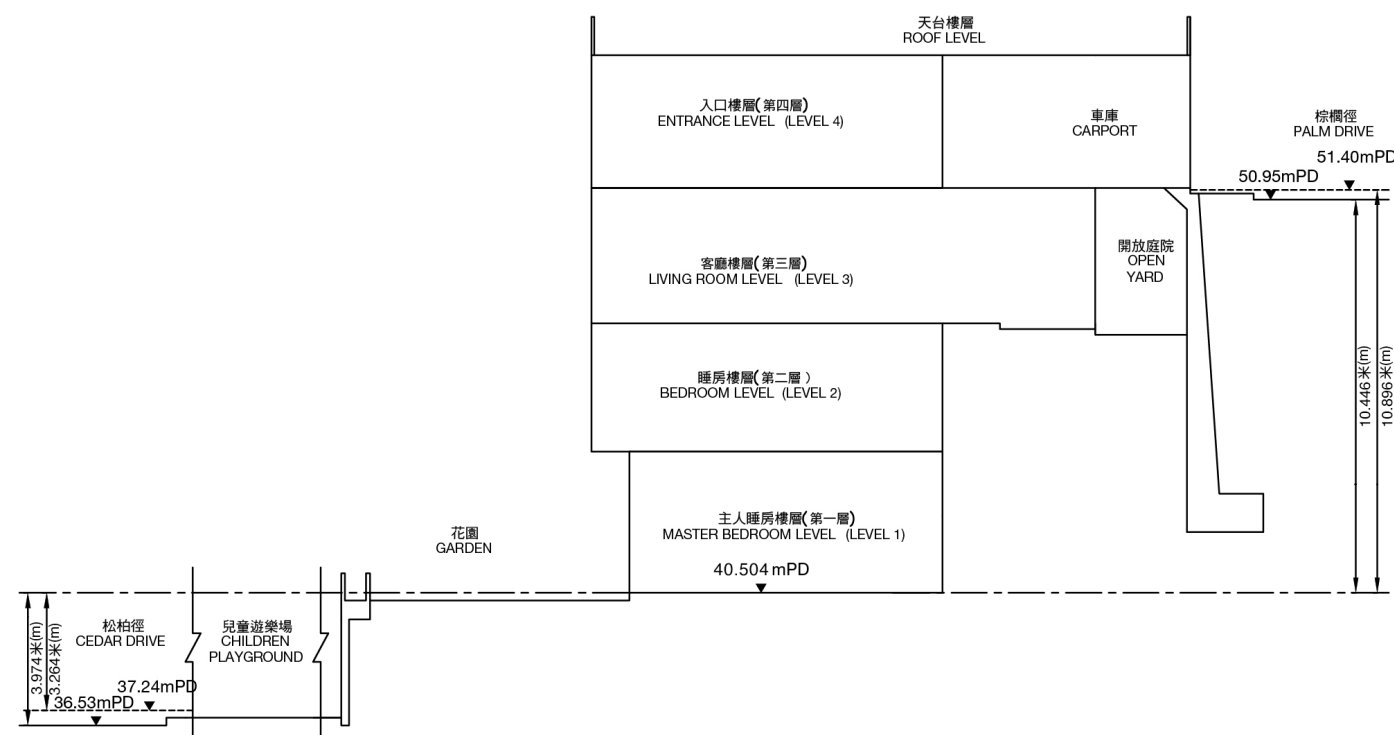 天台樓層
ROOF LEVEL
入口樓層(第四層)
ENTRANCE LEVEL (LEVEL 4)
車庫
CARPORT
棕櫚徑
PALM DRIVE
51.40mPD
50.95mPD
開放庭院
OPEN
YARD
客廳樓層(第三層)
LIVING ROOM LEVEL (LEVEL 3)
10.446米(m)
10.896米(m)
睡房樓層(第二層)
BEDROOM LEVEL (LEVEL 2)
主人睡房樓層(第一層)
MASTER BEDROOM LEVEL (LEVEL 1)
花園
GARDEN
40.504 mPD
3.974米(m)
3.264米(m)
松柏徑
CEDAR DRIVE
兒童遊樂場
CHILDREN
PLAYGROUND
37.24mPD
36.53mPD